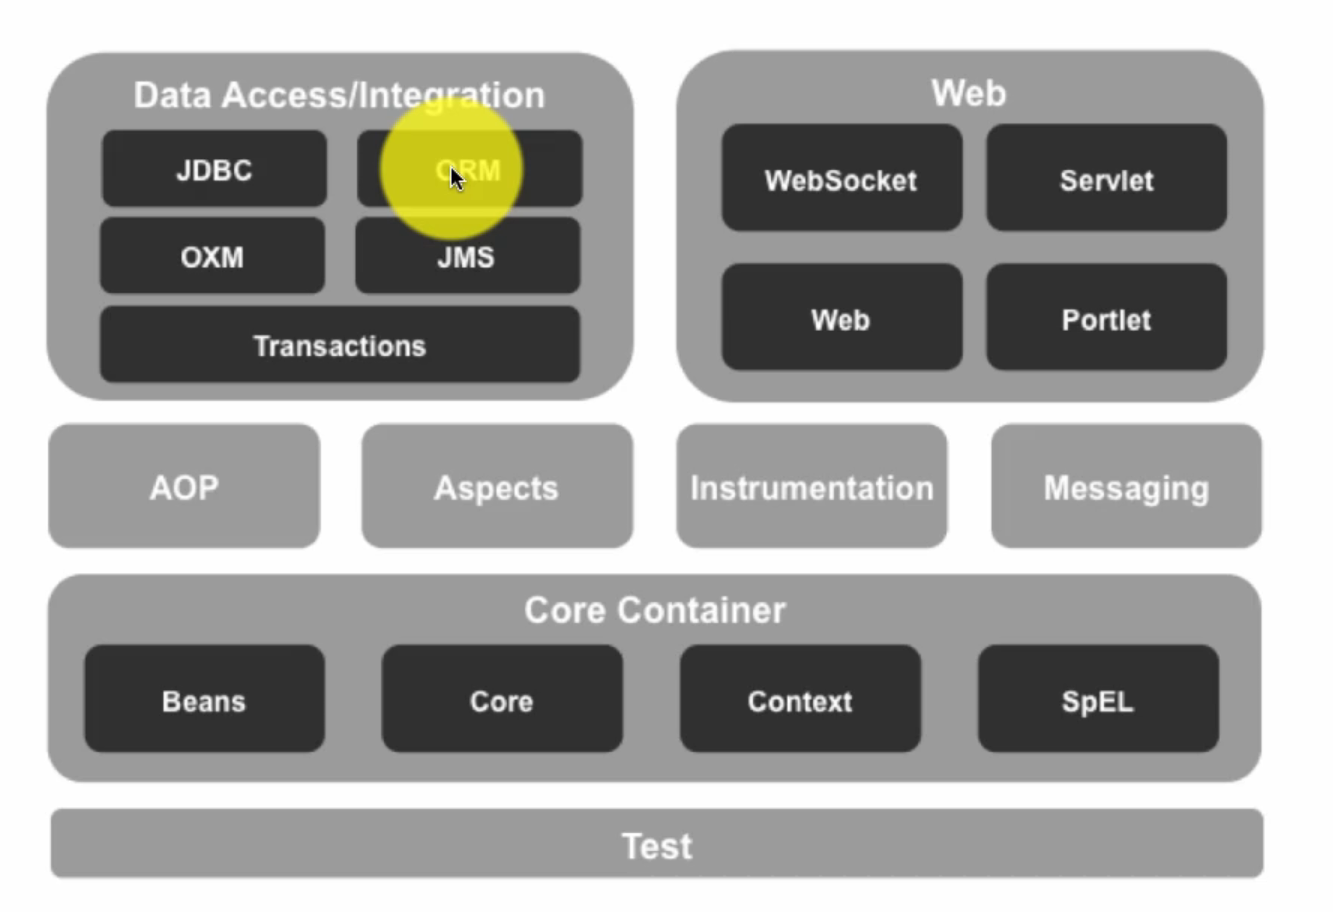 Data Access/Integration
JDBC
ORM
OXM
JMS
Transactions
Web
WebSocket
Servlet
Web
Portlet
AOP
Aspects
Instrumentation
Messaging
Core Container
Beans
Core
Context
SpEL
Test